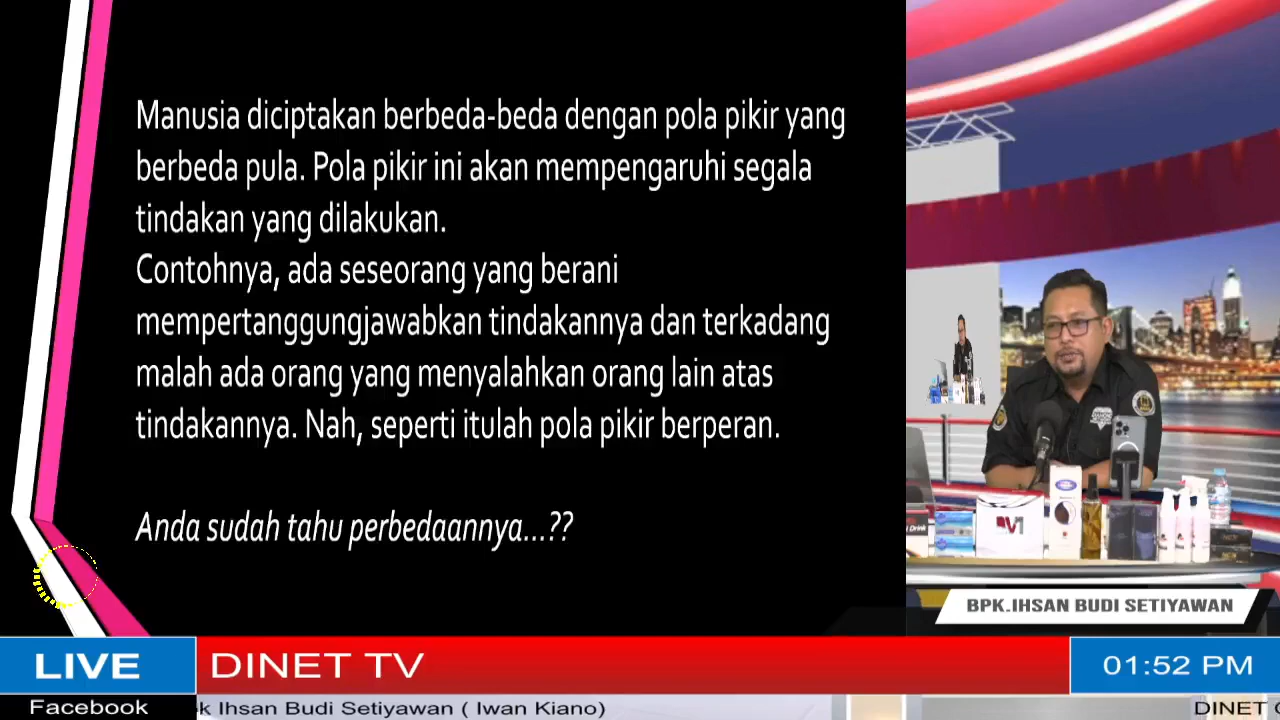 Manusia diciptakan berbeda-beda dengan pola pikir yang
berbeda pula. Pola pikir ini akan mempengaruhi segala
tindakan yang dilakukan.
Contohnya, ada seseorang yang berani
mempertanggungjawabkan tindakannya dan terkadang
malah ada orang yang menyalahkan orang lain atas
tindakannya. Nah, seperti itulah pola pikir berperan.
Anda sudah tahu perbedaannya...??
BPK.IHSAN BUDI SETIYAWAN
LIVE
DINET TV
01:52 PM
Facebook
k Ihsan Budi Setiyawan ( Iwan Kiano)
DINET